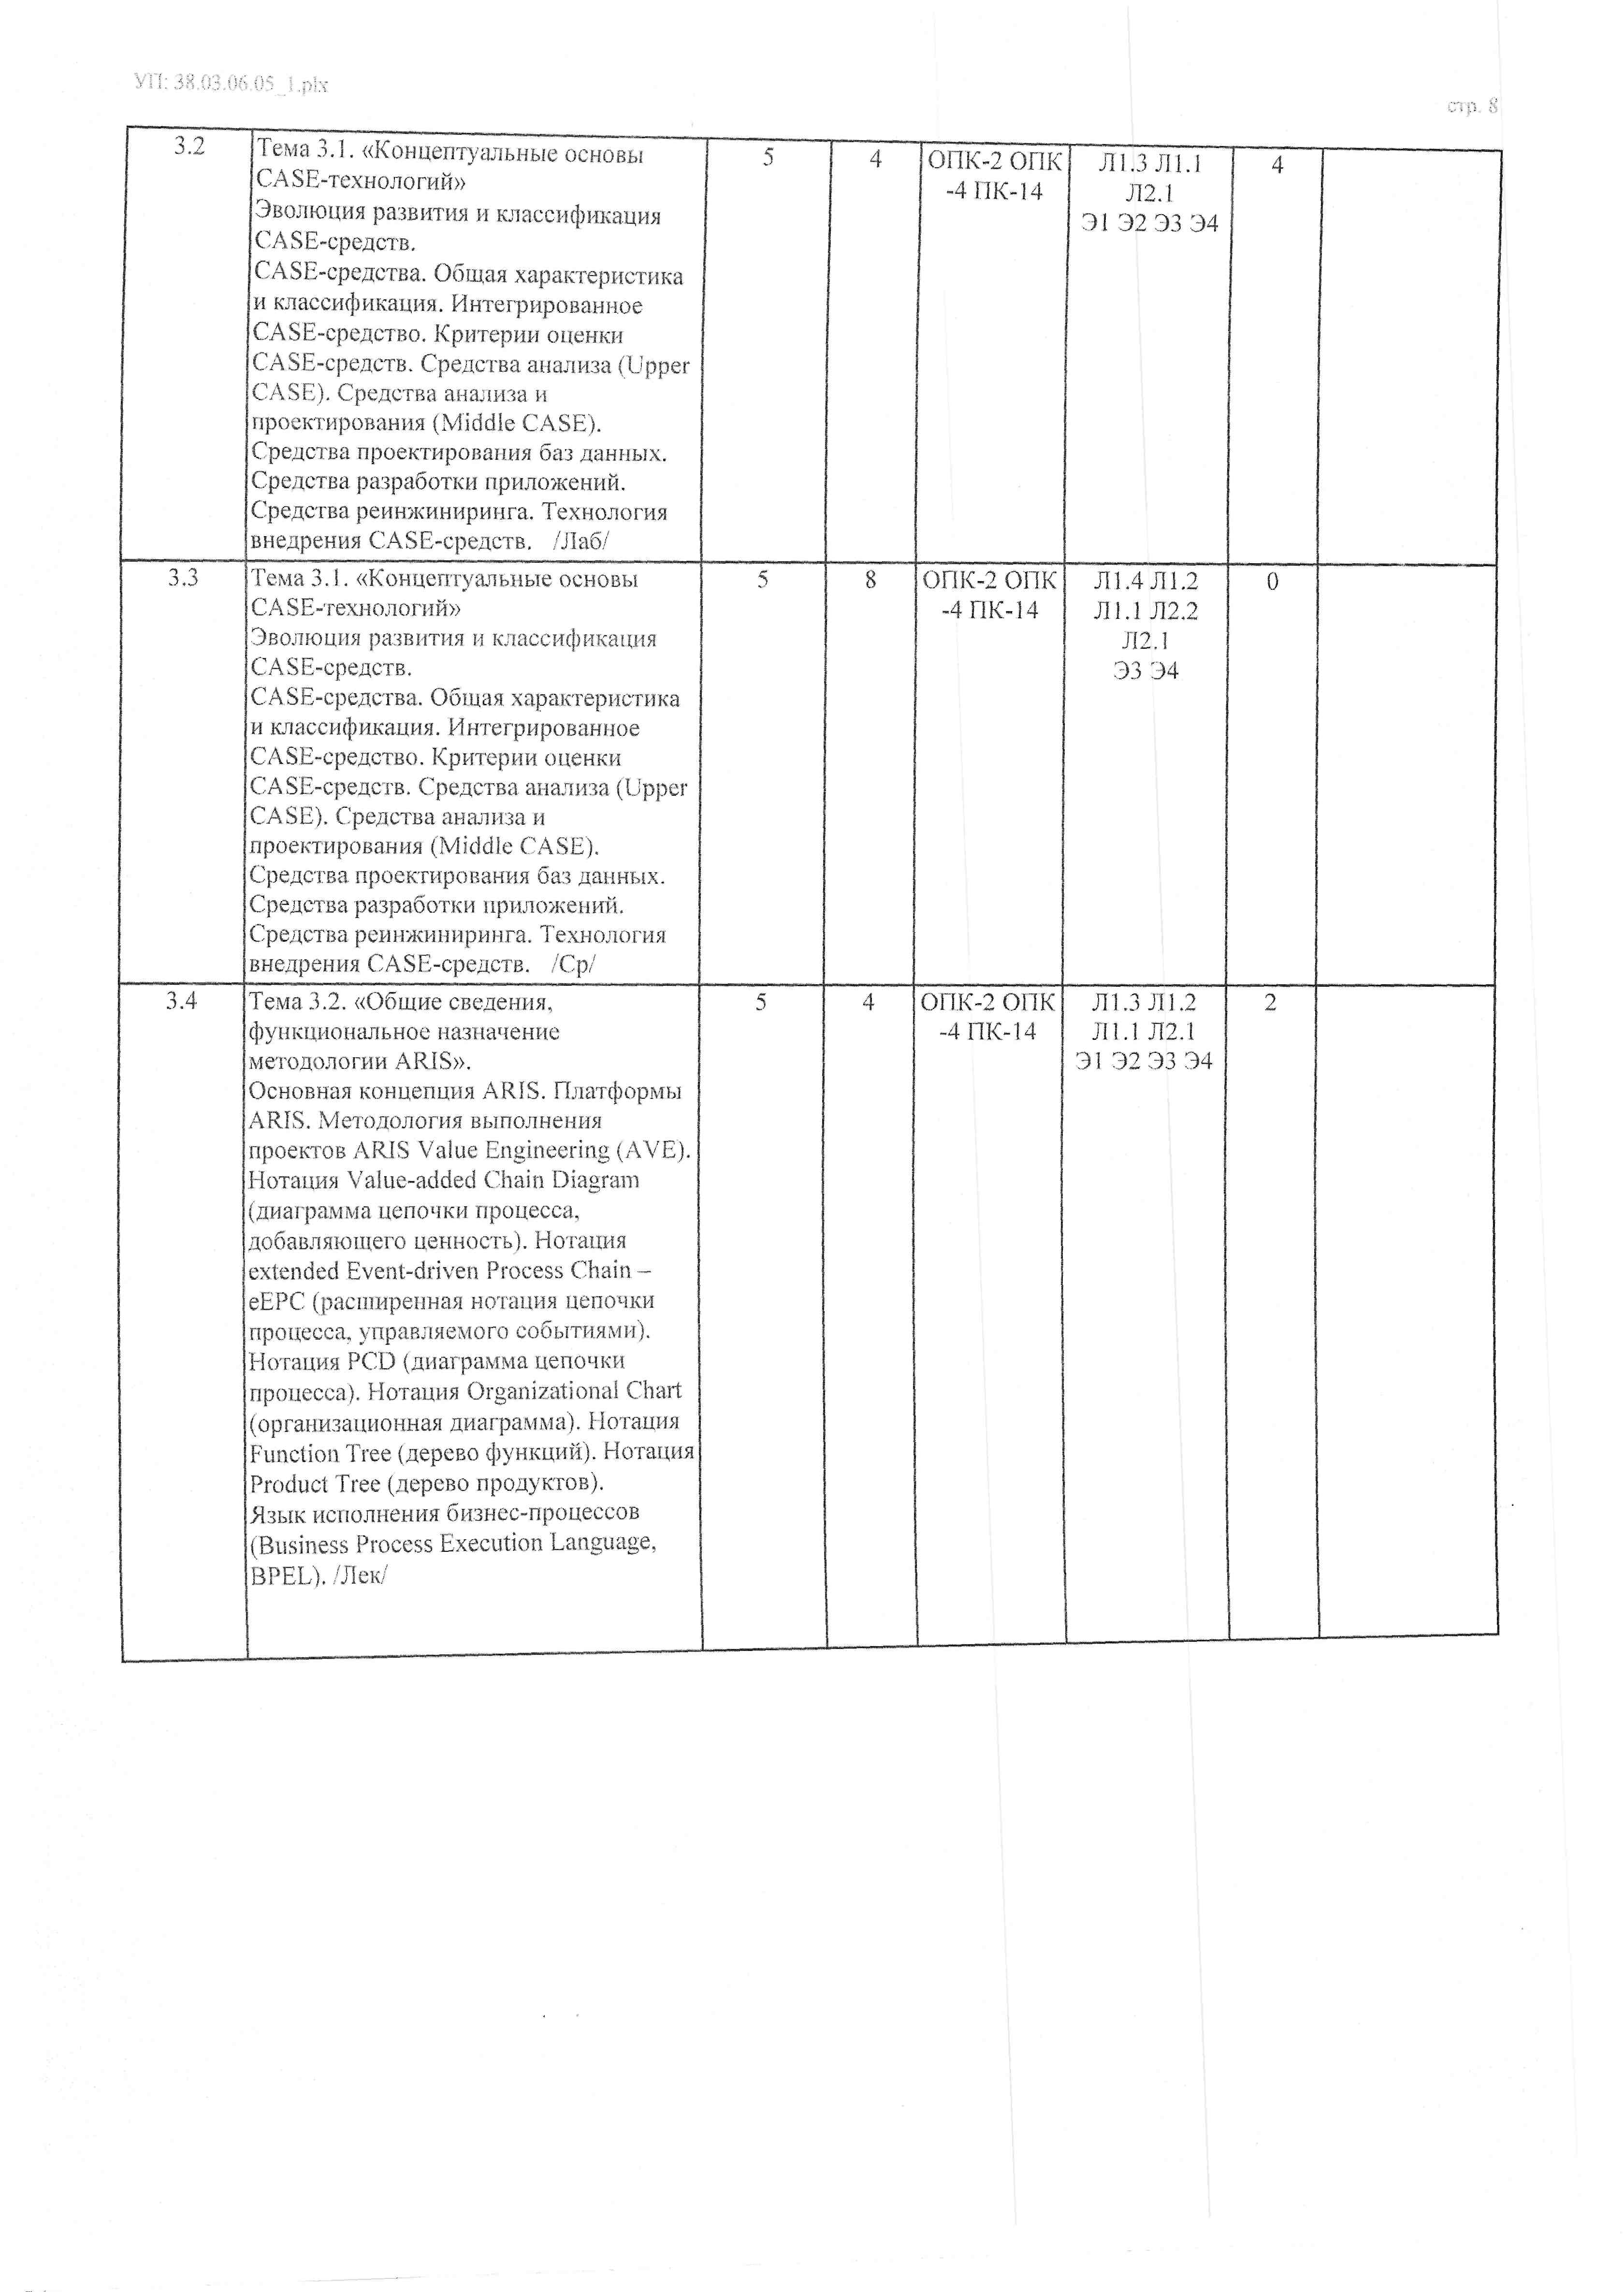 УП: 38.03.06.05_1.plx
стр. 8
3.2
Тема 3.1. «Концептуальные основы
CASE-технологий»
Эволюция развития и классификация
CASE-средств.
CASE-средства. Общая характеристика
и классификация. Интегрированное
CASE-средство. Критерии оценки
CASE-средств. Средства анализа (Upper
CASE). Средства анализа и
проектирования (Middle CASE).
Средства проектирования баз данных.
Средства разработки приложений.
Средства реинжиниринга. Технология
внедрения CASE-средств. /Лаб/
5
4
ОПК-2 ОПК
-4 ПК-14
Л1.3 Л1.1
Л2.1
Э1 Э2 Э3 Э4
4
3.3
Тема 3.1. «Концептуальные основы
CASE-технологий»
Эволюция развития и классификация
CASE-средств.
CASE-средства. Общая характеристика
и классификация. Интегрированное
CASE-средство. Критерии оценки
CASE-средств. Средства анализа (Upper
CASE). Средства анализа и
проектирования (Middle CASE).
Средства проектирования баз данных.
Средства разработки приложений.
Средства реинжиниринга. Технология
внедрения CASE-средств. /Ср/
5
8
ОПК-2 ОПК
-4 ПК-14
Л1.4 Л1.2
Л1.1 Л2.2
Л2.1
Э3 Э4
0
3.4
Тема 3.2. «Общие сведения,
функциональное назначение
методологии ARIS».
Основная концепция ARIS. Платформы
ARIS. Методология выполнения
проектов ARIS Value Engineering (AVE).
Нотация Value-added Chain Diagram
(диаграмма цепочки процесса,
добавляющего ценность). Нотация
extended Event-driven Process Chain –
eEPC (расширенная нотация цепочки
процесса, управляемого событиями).
Нотация PCD (диаграмма цепочки
процесса). Нотация Organizational Chart
(организационная диаграмма). Нотация
Function Tree (дерево функций). Нотация
Product Tree (дерево продуктов).
Язык исполнения бизнес-процессов
(Business Process Execution Language,
BPEL). /Лек/
5
4
ОПК-2 ОПК
-4 ПК-14
Л1.3 Л1.2
Л1.1 Л2.1
Э1 Э2 Э3 Э4
2